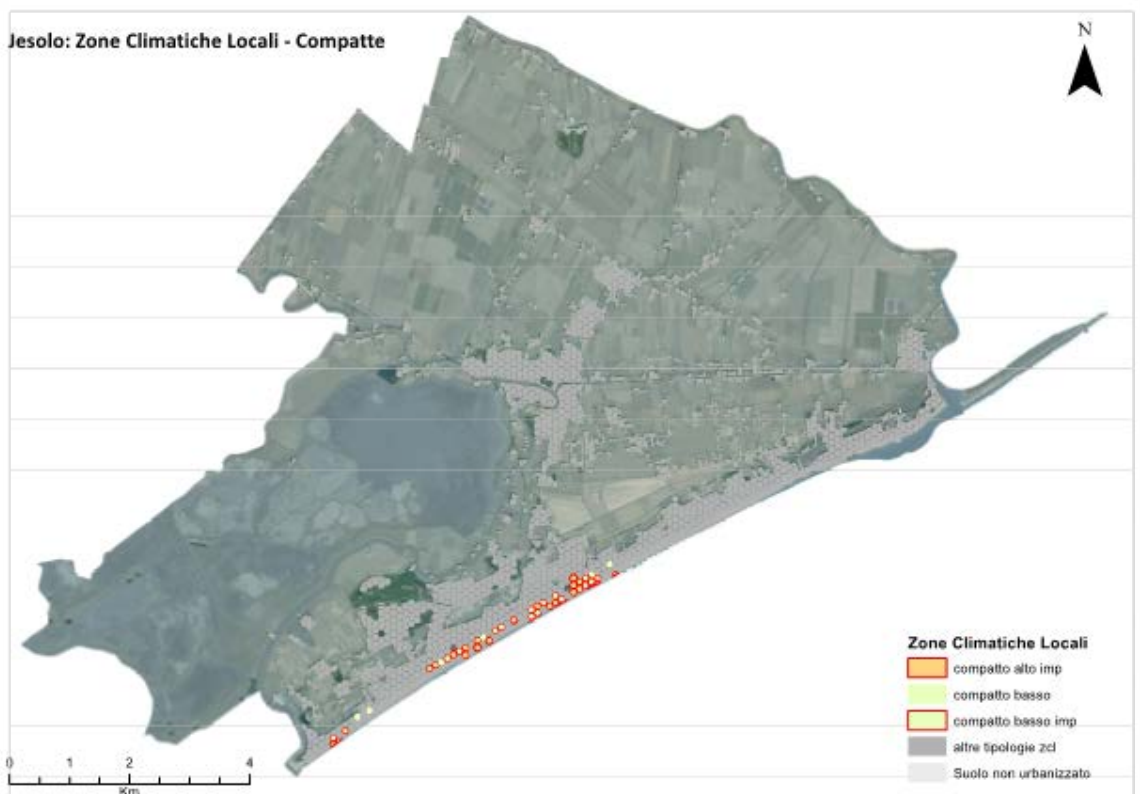 Jesolo: Zone Climatiche Locali - Compatte
N
Zone Climatiche Locali
compatto alto imp
compatto basso
compatto basso imp
altre tipologie zcl
Suolo non urbanizzato
0 1 2 4
Km